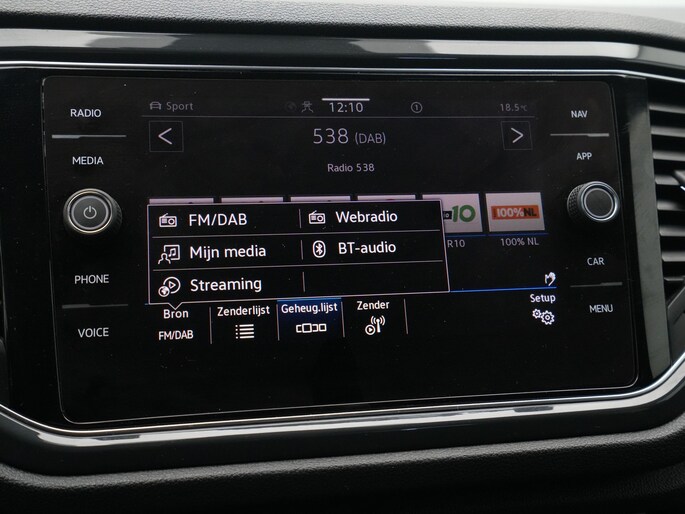 RADIO
MEDIA
PHONE
VOICE
Sport
12:10
1
18.5°C
538 (DAB)
Radio 538
10
100% NL
R10
100% NL
FM/DAB
Webradio
Mijn media
BT-audio
Streaming
Bron
FM/DAB
Zenderlijst
Geheug.lijst
Zender
Setup
NAV
APP
CAR
MENU